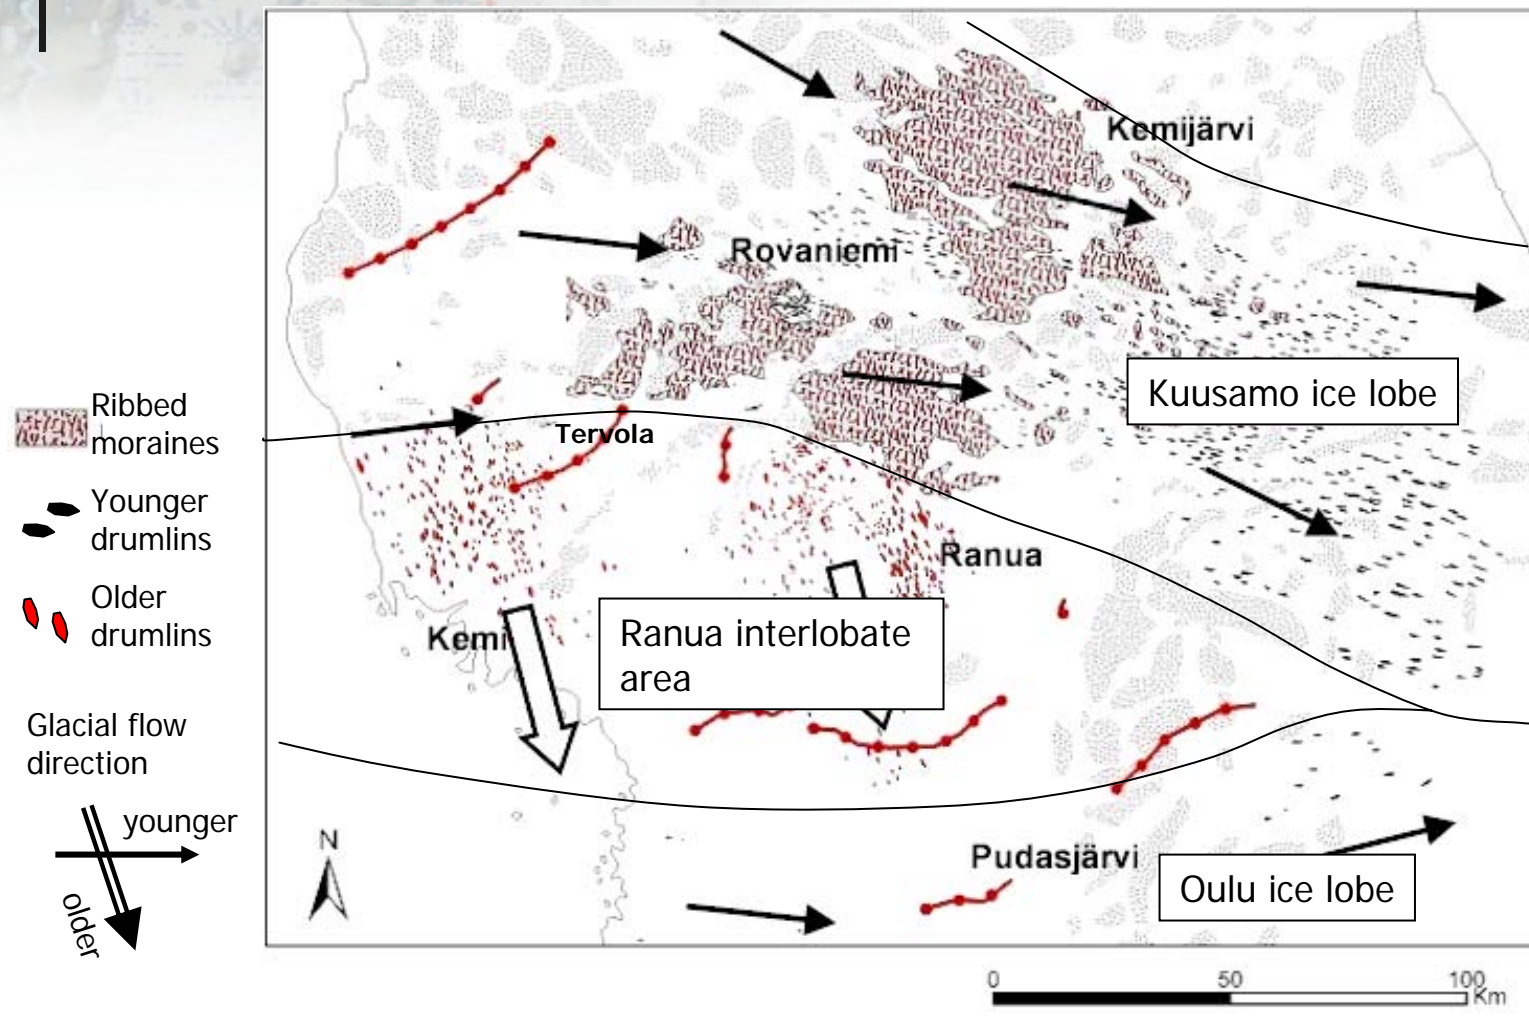 Kemijärvi
Rovaniemi
Kuusamo ice lobe
Ribbed
moraines
Tervola
Younger
drumlins
Ranua
Older
drumlins
Kemi
Ranua interlobate
area
Glacial flow
direction
younger
older
N
Pudasjärvi
Oulu ice lobe
0 50 100
Km